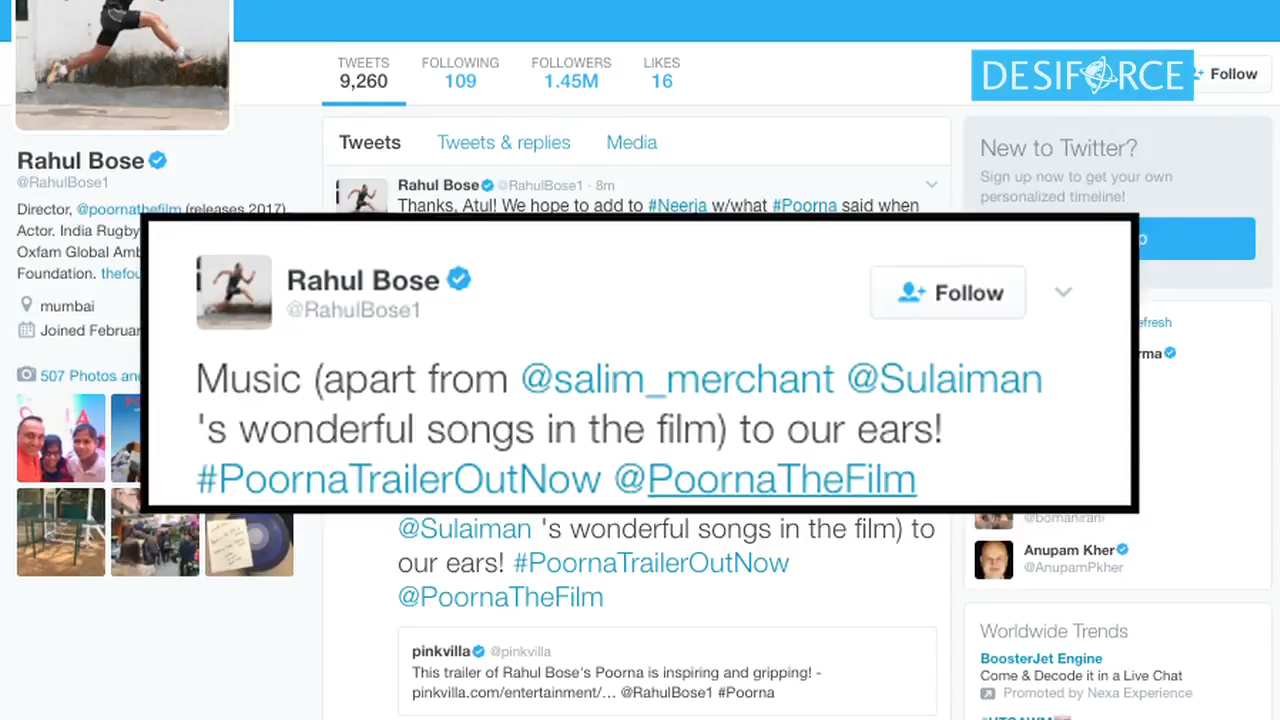 TWEETS
9,260
FOLLOWING
109
FOLLOWERS
1.45M
LIKES
16
DESIFORCE
Follow
Rahul Bose
@RahulBose1
Director, @poornathefilm (releases 2017)
Actor. India Rugby
Oxfam Global Amb
Foundation. thefou
mumbai
Joined Februar
507 Photos and
Tweets
Tweets & replies
Media
Rahul Bose @RahulBose1 · 8m
Thanks, Atul! We hope to add to #Neerja w/what #Poorna said when
New to Twitter?
Sign up now to get your own
personalized timeline!
Rahul Bose
@RahulBose1
Follow
Music (apart from @salim_merchant @Sulaiman
's wonderful songs in the film) to our ears!
#PoornaTrailerOutNow @PoornaTheFilm
@Sulaiman 's wonderful songs in the film) to
our ears! #PoornaTrailerOutNow
@PoornaTheFilm
pinkvilla @pinkvilla
This trailer of Rahul Bose's Poorna is inspiring and gripping! -
pinkvilla.com/entertainment/… @RahulBose1 #Poorna
efresh
rma
@bomanirani
Anupam Kher
@AnupamPkher
Worldwide Trends
BoosterJet Engine
Come & Decode it in a Live Chat
Promoted by Nexa Experience